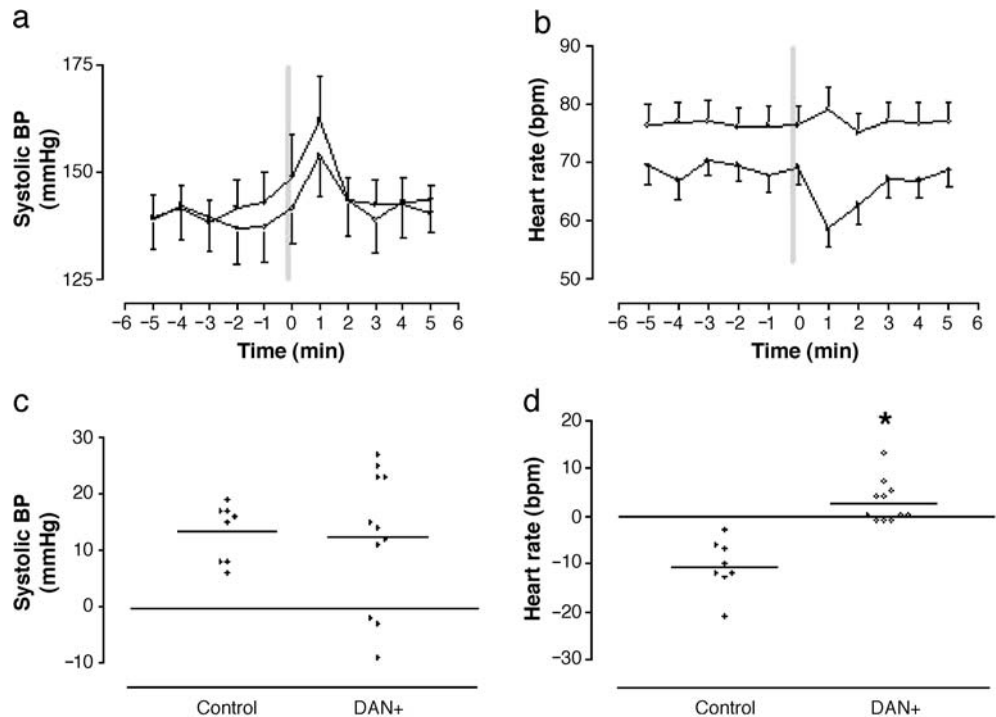 a
Systolic BP
(mmHg)
175
150
125
−6 −5 −4 −3 −2 −1 0 1 2 3 4 5 6
Time (min)
b
Heart rate (bpm)
90
80
70
60
50
−6 −5 −4 −3 −2 −1 0 1 2 3 4 5 6
Time (min)
c
Systolic BP
(mmHg)
30
20
10
0
−10
Control DAN+
d
Heart rate (bpm)
20
10
0
−10
−20
−30
*
Control DAN+